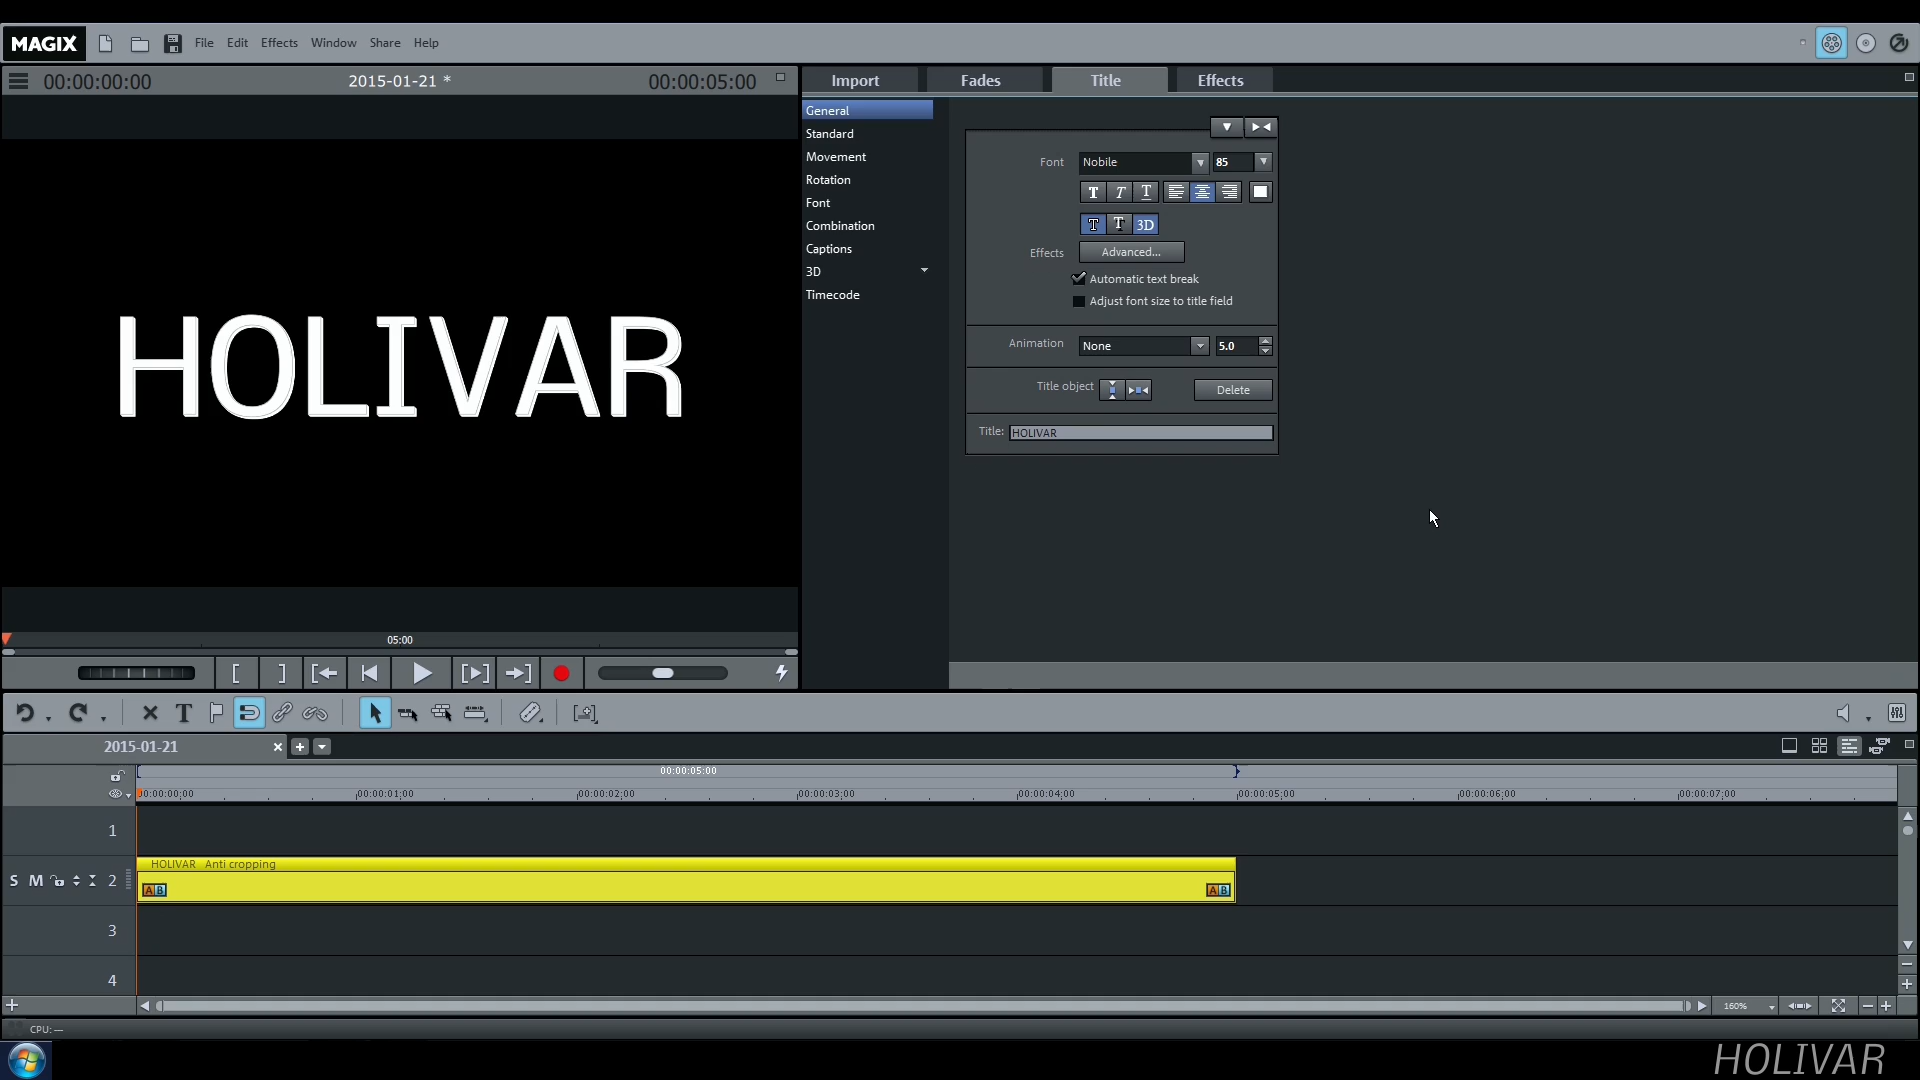 MAGIX File Edit Effects Window Share Help
00:00:00:00 2015-01-21 * 00:00:05:00
Import Fades Title Effects
General
Standard
Movement
Rotation
Font
Combination
Captions
3D
Timecode
Font Nobile 85
T T T
T T 3D
Effects Advanced...
Automatic text break
Adjust font size to title field
Animation None 5.0
Title object Delete
Title: HOLIVAR
HOLIVAR
05:00
T
2015-01-21
00:00:05:00
00:00:00:00 00:00:01:00 00:00:02:00 00:00:03:00 00:00:04:00 00:00:05:00 00:00:06:00 00:00:07:00
1
HOLIVAR Anti cropping
S M 2
AB AB
3
4
160%
CPU: —
HOLIVAR